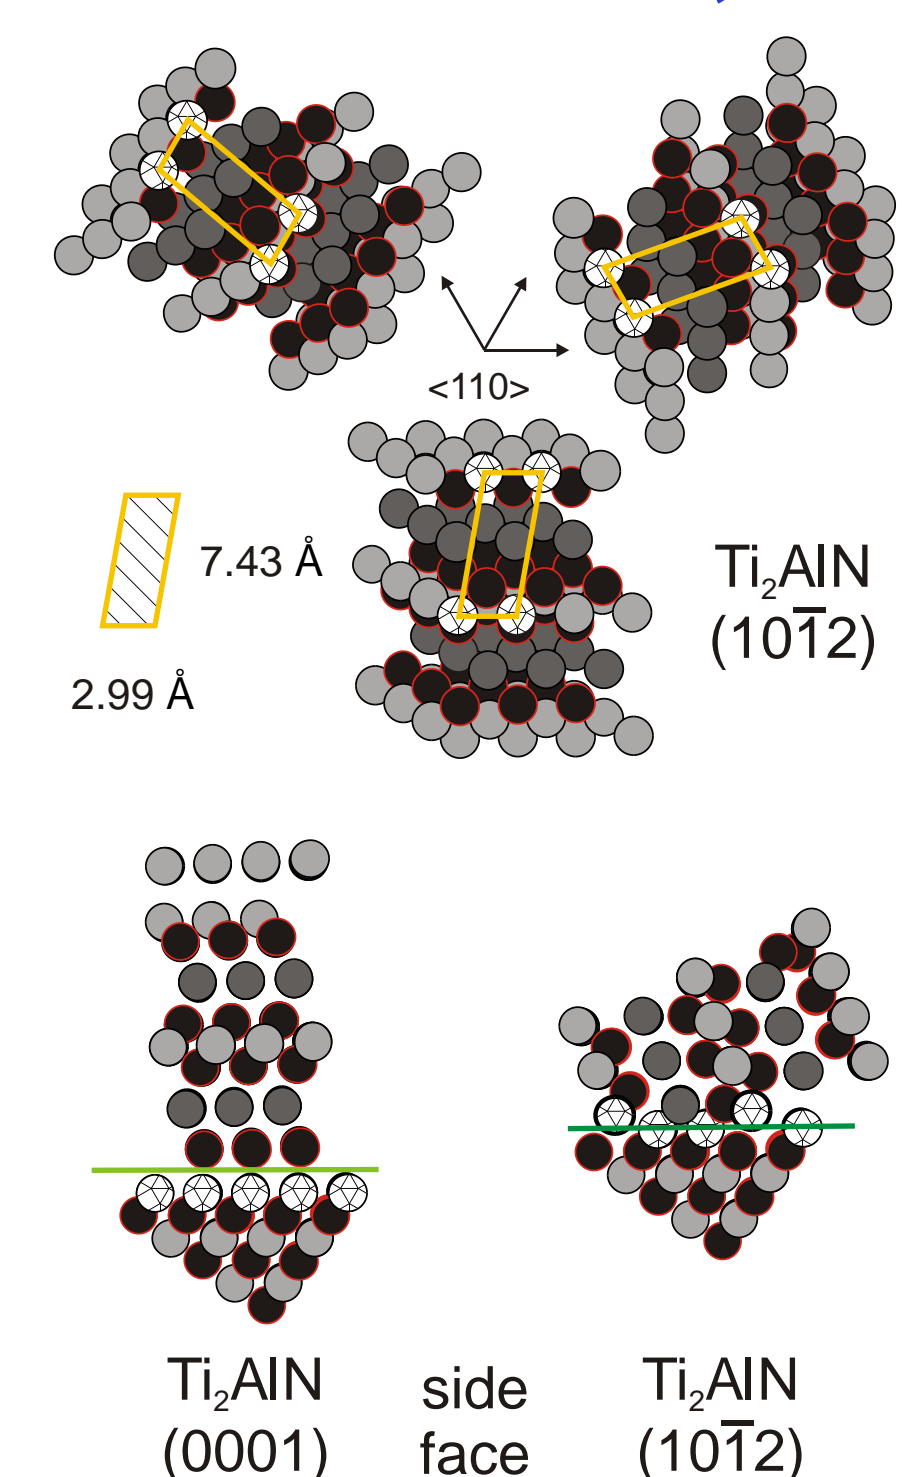 <110>
7.43 Å
2.99 Å
Ti₂AlN
(101̅2)
Ti₂AlN
(0001)
side
face
Ti₂AlN
(101̅2)